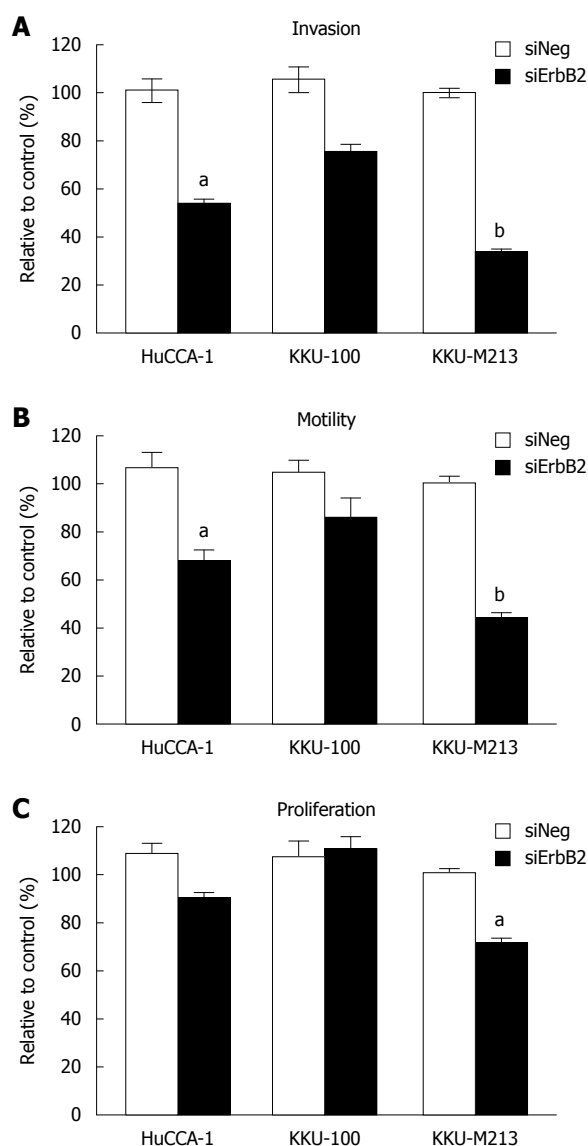 A
Invasion
120
100
80
60
40
20
0
Relative to control (%)
siNeg
siErbB2
a
b
HuCCA-1 KKU-100 KKU-M213
B
Motility
120
100
80
60
40
20
0
Relative to control (%)
siNeg
siErbB2
a
b
HuCCA-1 KKU-100 KKU-M213
C
Proliferation
120
100
80
60
40
20
0
Relative to control (%)
siNeg
siErbB2
a
HuCCA-1 KKU-100 KKU-M213